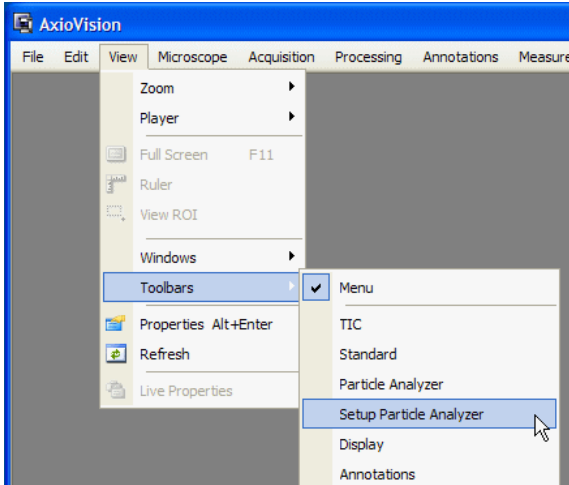 AxioVision
File Edit View Microscope Acquisition Processing Annotations Measure
Zoom
Player
Full Screen F11
Ruler
View ROI
Windows
Toolbars
Menu
Properties Alt+Enter
TIC
Refresh
Standard
Live Properties
Particle Analyzer
Setup Particle Analyzer
Display
Annotations